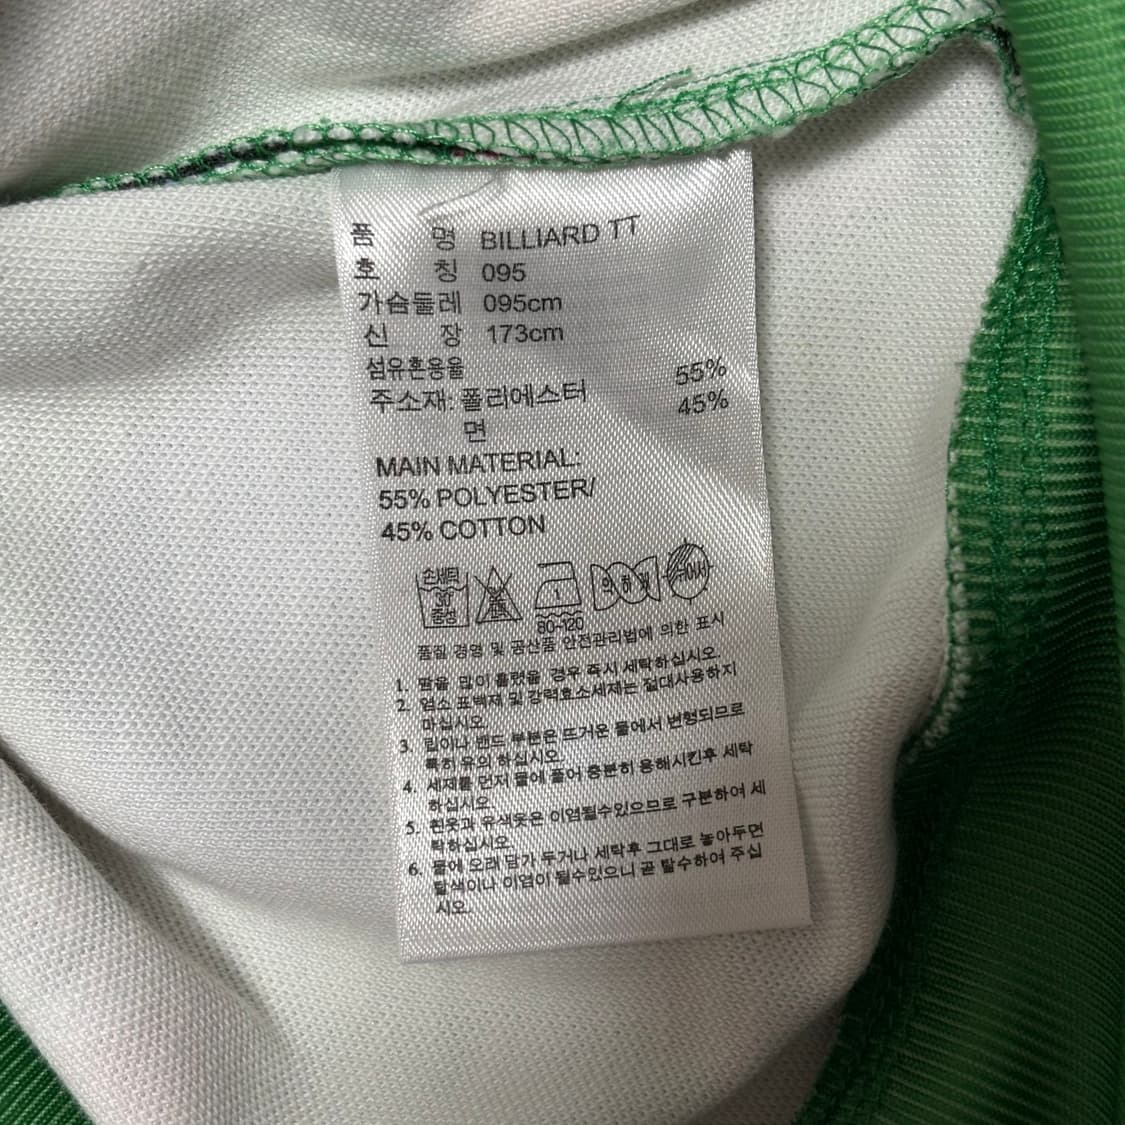 품 명 BILLIARD TT
호 칭 095
가슴둘레 095cm
신 장 173cm
섬유혼용율
주소재: 폴리에스터 55%
면 45%
MAIN MATERIAL:
55% POLYESTER/
45% COTTON
손세탁
30
중성
1
80-120
품질 경영 및 공산품 안전관리법에 의한 표시
1. 땀을 많이 흘렸을 경우 즉시 세탁하십시오.
2. 염소 표백제 및 강력효소세제는 절대사용하지
마십시오.
3. 립이나 밴드 부분은 뜨거운 물에서 변형되므로
특히 유의 하십시오.
4. 세제를 먼저 물에 풀어 충분히 용해시킨후 세탁
하십시오.
5. 흰옷과 유색옷은 이염될수있으므로 구분하여 세
탁하십시오.
6. 물에 오래 담가 두거나 세탁후 그대로 놓아두면
탈색이나 이염이 될수있으니 곧 탈수하여 주십
시오.